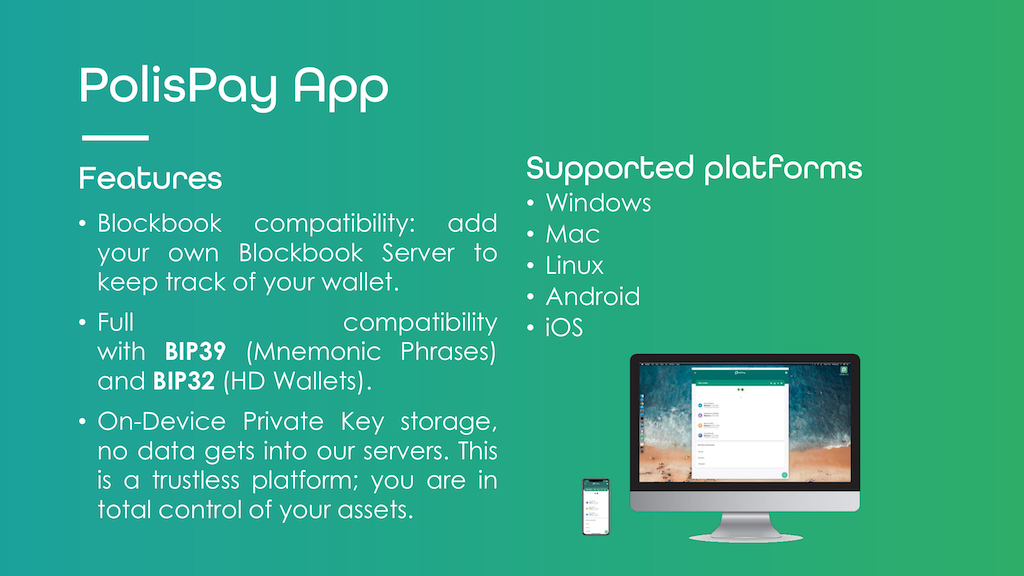 PolisPay App
Features
• Blockbook compatibility: add
your own Blockbook Server to
keep track of your wallet.
• Full compatibility
with BIP39 (Mnemonic Phrases)
and BIP32 (HD Wallets).
• On-Device Private Key storage,
no data gets into our servers. This
is a trustless platform; you are in
total control of your assets.
Supported platforms
• Windows
• Mac
• Linux
• Android
• iOS